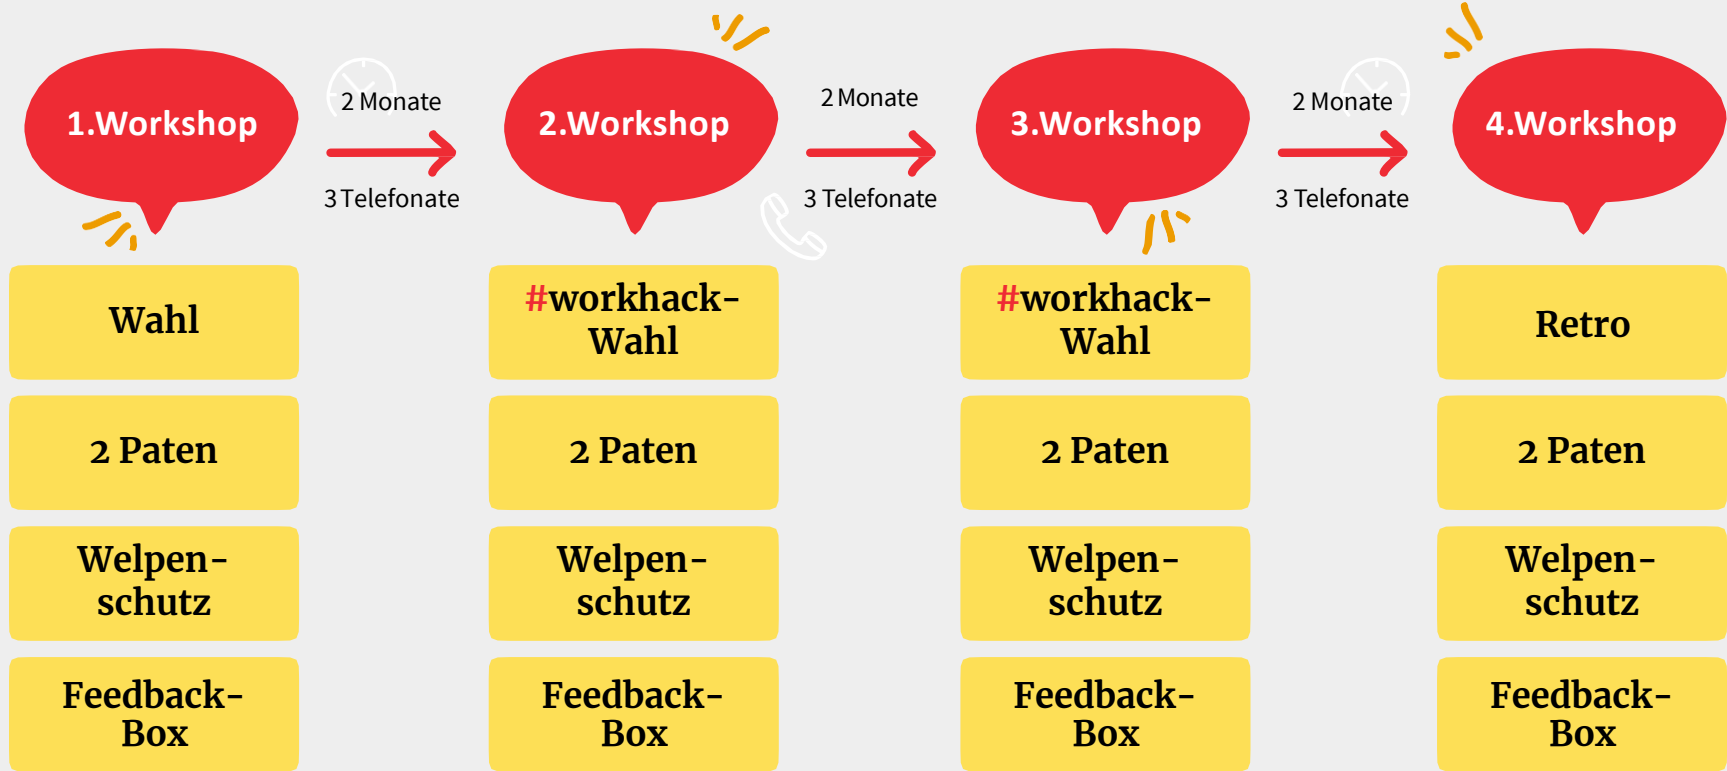 1.Workshop
2 Monate
3 Telefonate
2.Workshop
2 Monate
3 Telefonate
3.Workshop
2 Monate
3 Telefonate
4.Workshop
Wahl
#workhack-
Wahl
#workhack-
Wahl
Retro
2 Paten
2 Paten
2 Paten
2 Paten
Welpen-
schutz
Welpen-
schutz
Welpen-
schutz
Welpen-
schutz
Feedback-
Box
Feedback-
Box
Feedback-
Box
Feedback-
Box